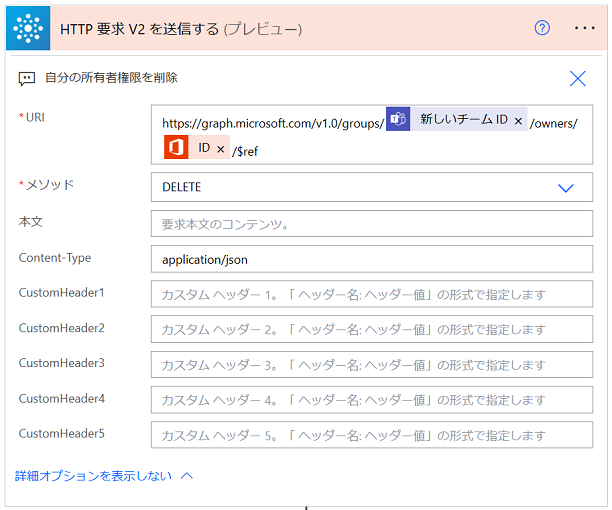 HTTP 要求 V2 を送信する (プレビュー)
自分の所有者権限を削除
* URI
https://graph.microsoft.com/v1.0/groups/ 新しいチーム ID × /owners/
ID × /$ref
* メソッド
DELETE
本文
要求本文のコンテンツ。
Content-Type
application/json
CustomHeader1
カスタム ヘッダー 1。「 ヘッダー名: ヘッダー値」の形式で指定します
CustomHeader2
カスタム ヘッダー 2。「 ヘッダー名: ヘッダー値」の形式で指定します
CustomHeader3
カスタム ヘッダー 3。「 ヘッダー名: ヘッダー値」の形式で指定します
CustomHeader4
カスタム ヘッダー 4。「 ヘッダー名: ヘッダー値」の形式で指定します
CustomHeader5
カスタム ヘッダー 5。「 ヘッダー名: ヘッダー値」の形式で指定します
詳細オプションを表示しない